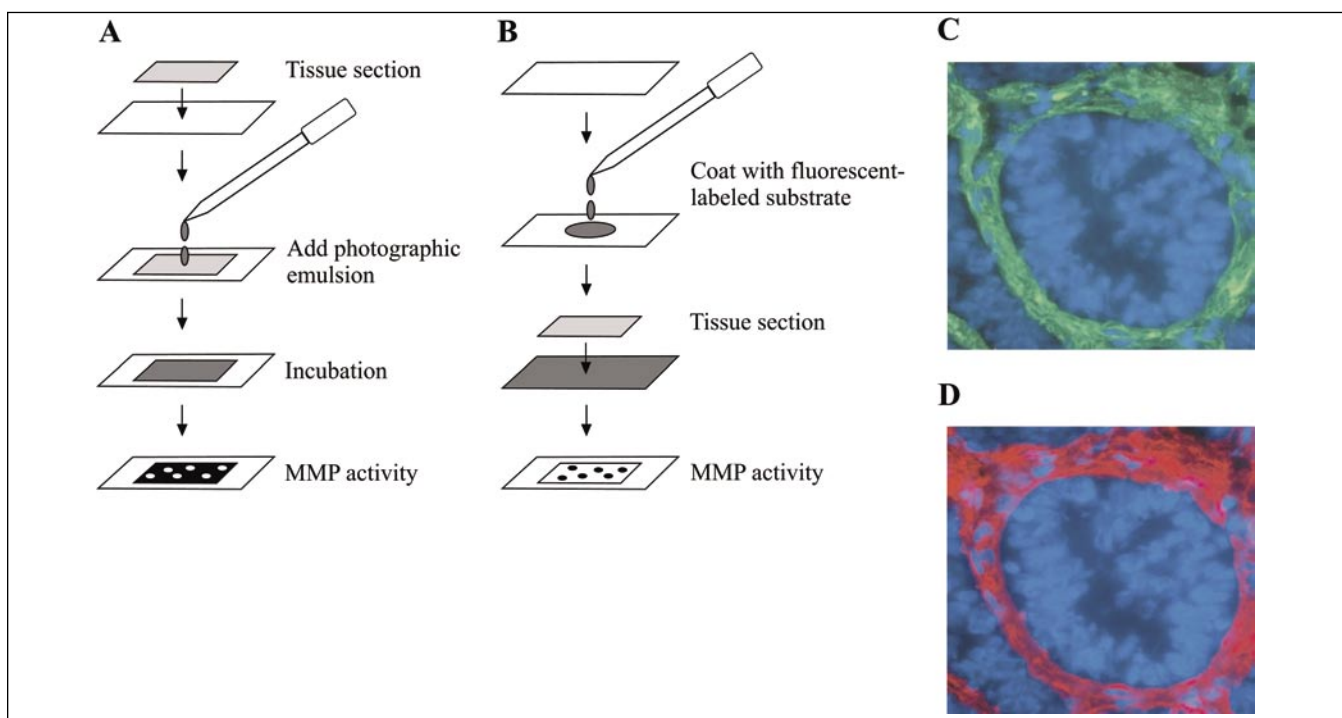 A
Tissue section
Add photographic
emulsion
Incubation
MMP activity
B
Coat with fluorescent-
labeled substrate
Tissue section
MMP activity
C
D